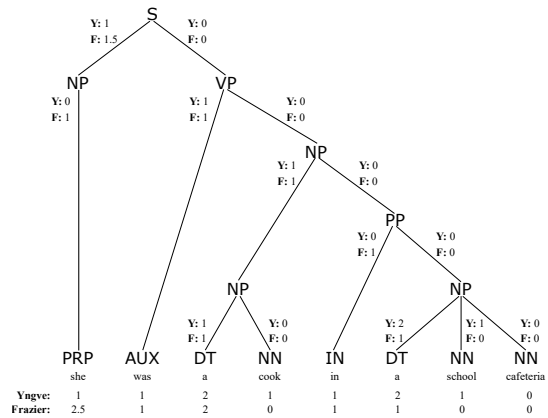 S
Y: 1 Y: 0
F: 1.5 F: 0
NP VP
Y: 0 Y: 1 Y: 0
F: 1 F: 1 F: 0
NP
Y: 1 Y: 0
F: 1 F: 0
PP
Y: 0 Y: 0
F: 1 F: 0
NP NP
Y: 1 Y: 0 Y: 2 Y: 1 Y: 0
F: 1 F: 0 F: 1 F: 0 F: 0
PRP AUX DT NN IN DT NN NN
she was a cook in a school cafeteria
Yngve: 1 1 2 1 1 2 1 0
Frazier: 2.5 1 2 0 1 1 0 0